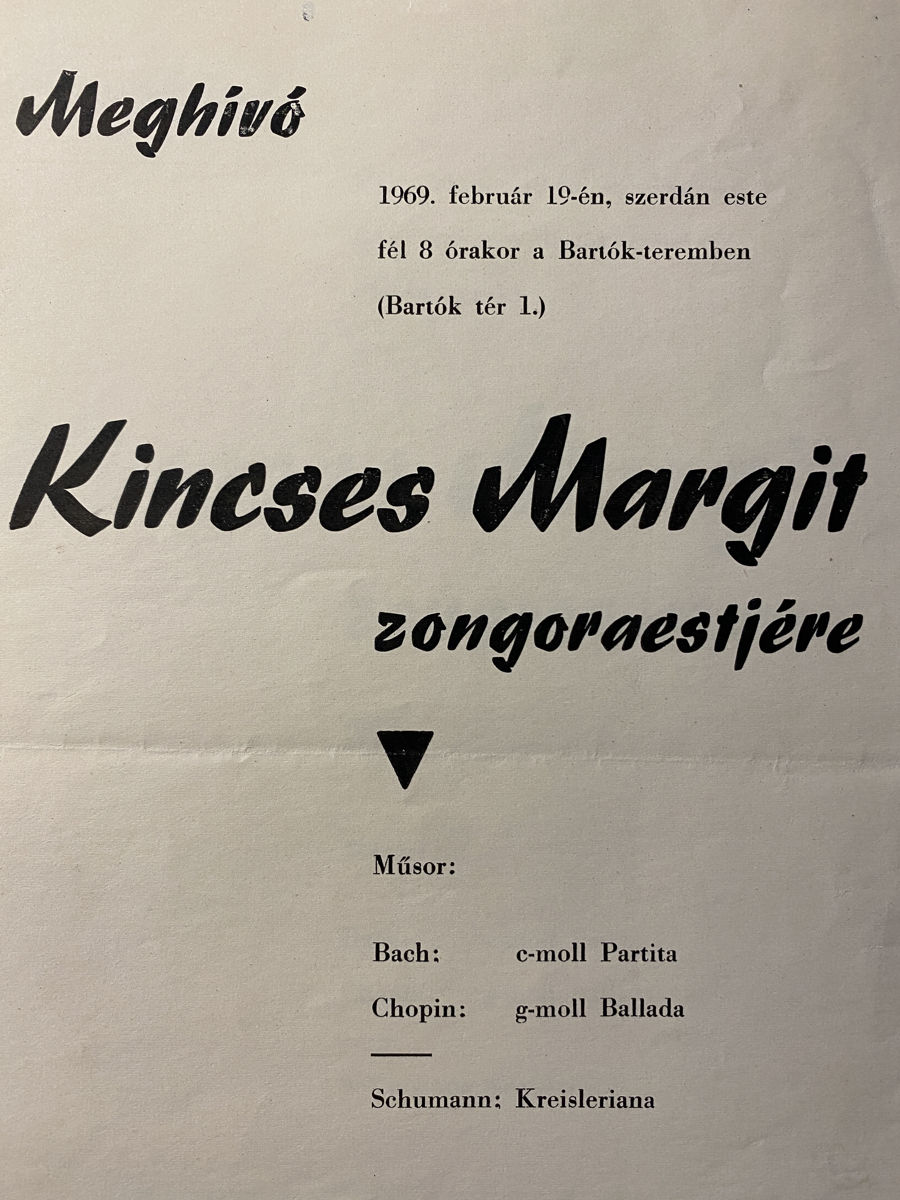 Meghívó
1969. február 19-én, szerdán este
fél 8 órakor a Bartók-teremben
(Bartók tér 1.)
Kincses Margit
zongoraestjére
Műsor:
Bach: c-moll Partita
Chopin: g-moll Ballada
Schumann: Kreisleriana